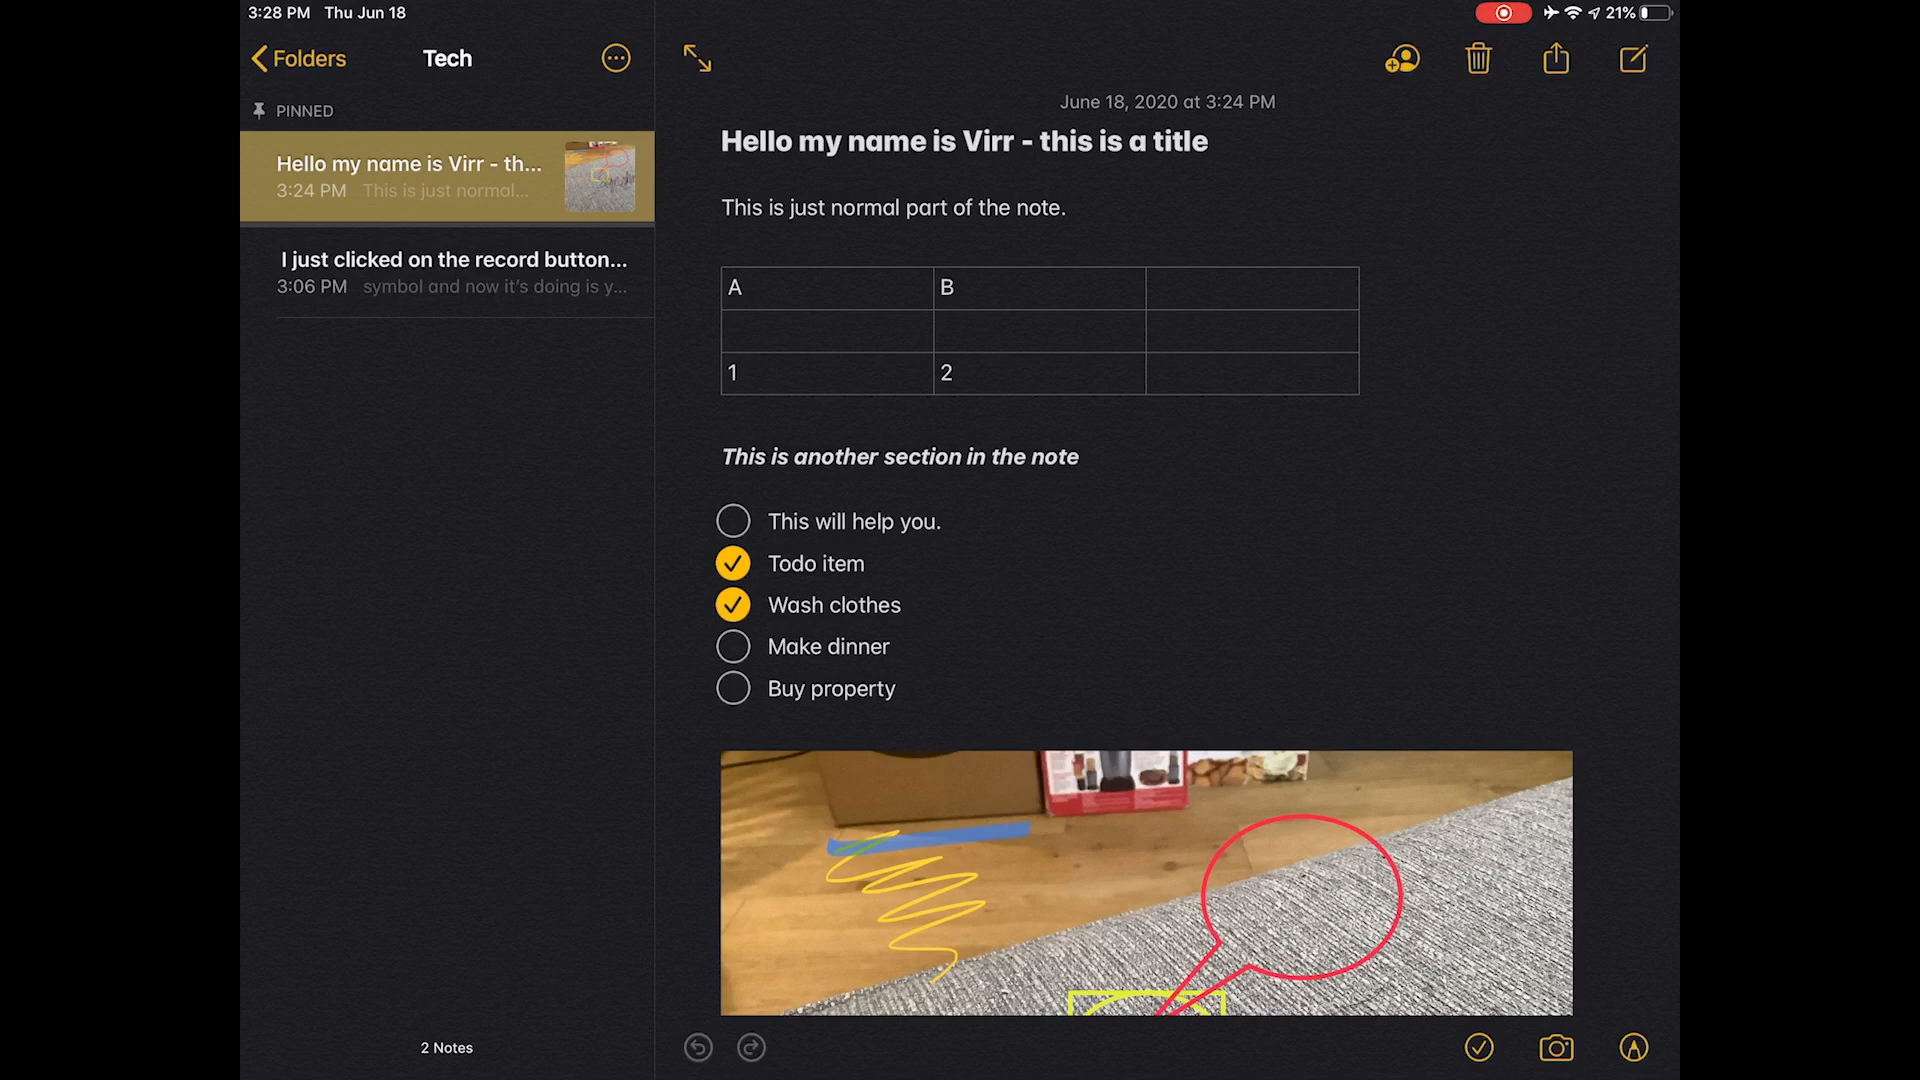 3:28 PM Thu Jun 18
21%
Folders
Tech
PINNED
Hello my name is Virr - th...
3:24 PM This is just normal...
I just clicked on the record button...
3:06 PM symbol and now it's doing is y...
2 Notes
June 18, 2020 at 3:24 PM
Hello my name is Virr - this is a title
This is just normal part of the note.
A B
1 2
This is another section in the note
This will help you.
Todo item
Wash clothes
Make dinner
Buy property